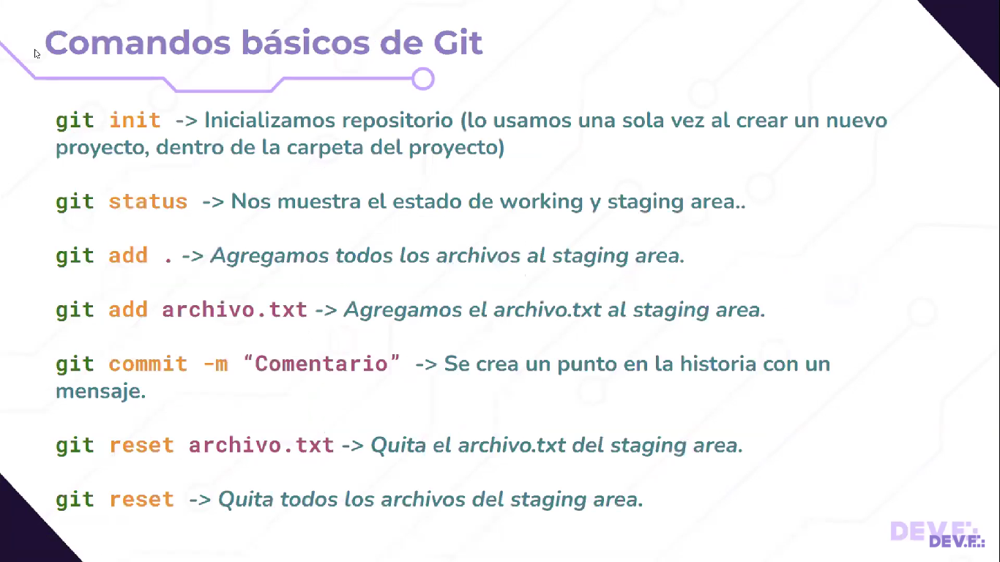 Comandos básicos de Git
git init -> Inicializamos repositorio (lo usamos una sola vez al crear un nuevo
proyecto, dentro de la carpeta del proyecto)
git status -> Nos muestra el estado de working y staging area..
git add . -> Agregamos todos los archivos al staging area.
git add archivo.txt -> Agregamos el archivo.txt al staging area.
git commit -m “Comentario” -> Se crea un punto en la historia con un
mensaje.
git reset archivo.txt -> Quita el archivo.txt del staging area.
git reset -> Quita todos los archivos del staging area.
DEV.F.:
DEV.F.: